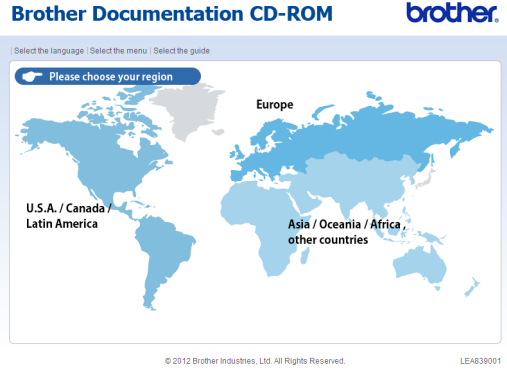 Brother Documentation CD-ROM
brother.
| Select the language | Select the menu | Select the guide
Please choose your region
Europe
U.S.A. / Canada /
Latin America
Asia / Oceania / Africa ,
other countries
© 2012 Brother Industries, Ltd. All Rights Reserved.
LEA839001